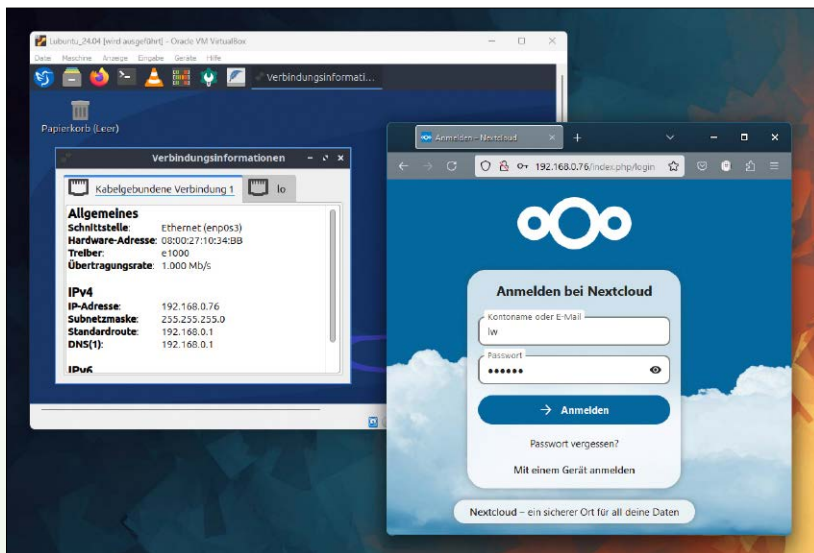 Lubuntu_24.04 [wird ausgeführt] - Oracle VM VirtualBox
Datei Maschine Anzeige Eingabe Geräte Hilfe
Verbindungsinformati...
Papierkorb (Leer)
Verbindungsinformationen
Kabelgebundene Verbindung 1
lo
Allgemeines
Schnittstelle: Ethernet (enp0s3)
Hardware-Adresse: 08:00:27:10:34:BB
Treiber: e1000
Übertragungsrate: 1.000 Mb/s
IPv4
IP-Adresse: 192.168.0.76
Subnetzmaske: 255.255.255.0
Standardroute: 192.168.0.1
DNS(1): 192.168.0.1
IPv6
Anmelden – Nextcloud
192.168.0.76/index.php/login
Anmelden bei Nextcloud
Kontoname oder E-Mail
lw
Passwort
••••••
Anmelden
Passwort vergessen?
Mit einem Gerät anmelden
Nextcloud – ein sicherer Ort für all deine Daten